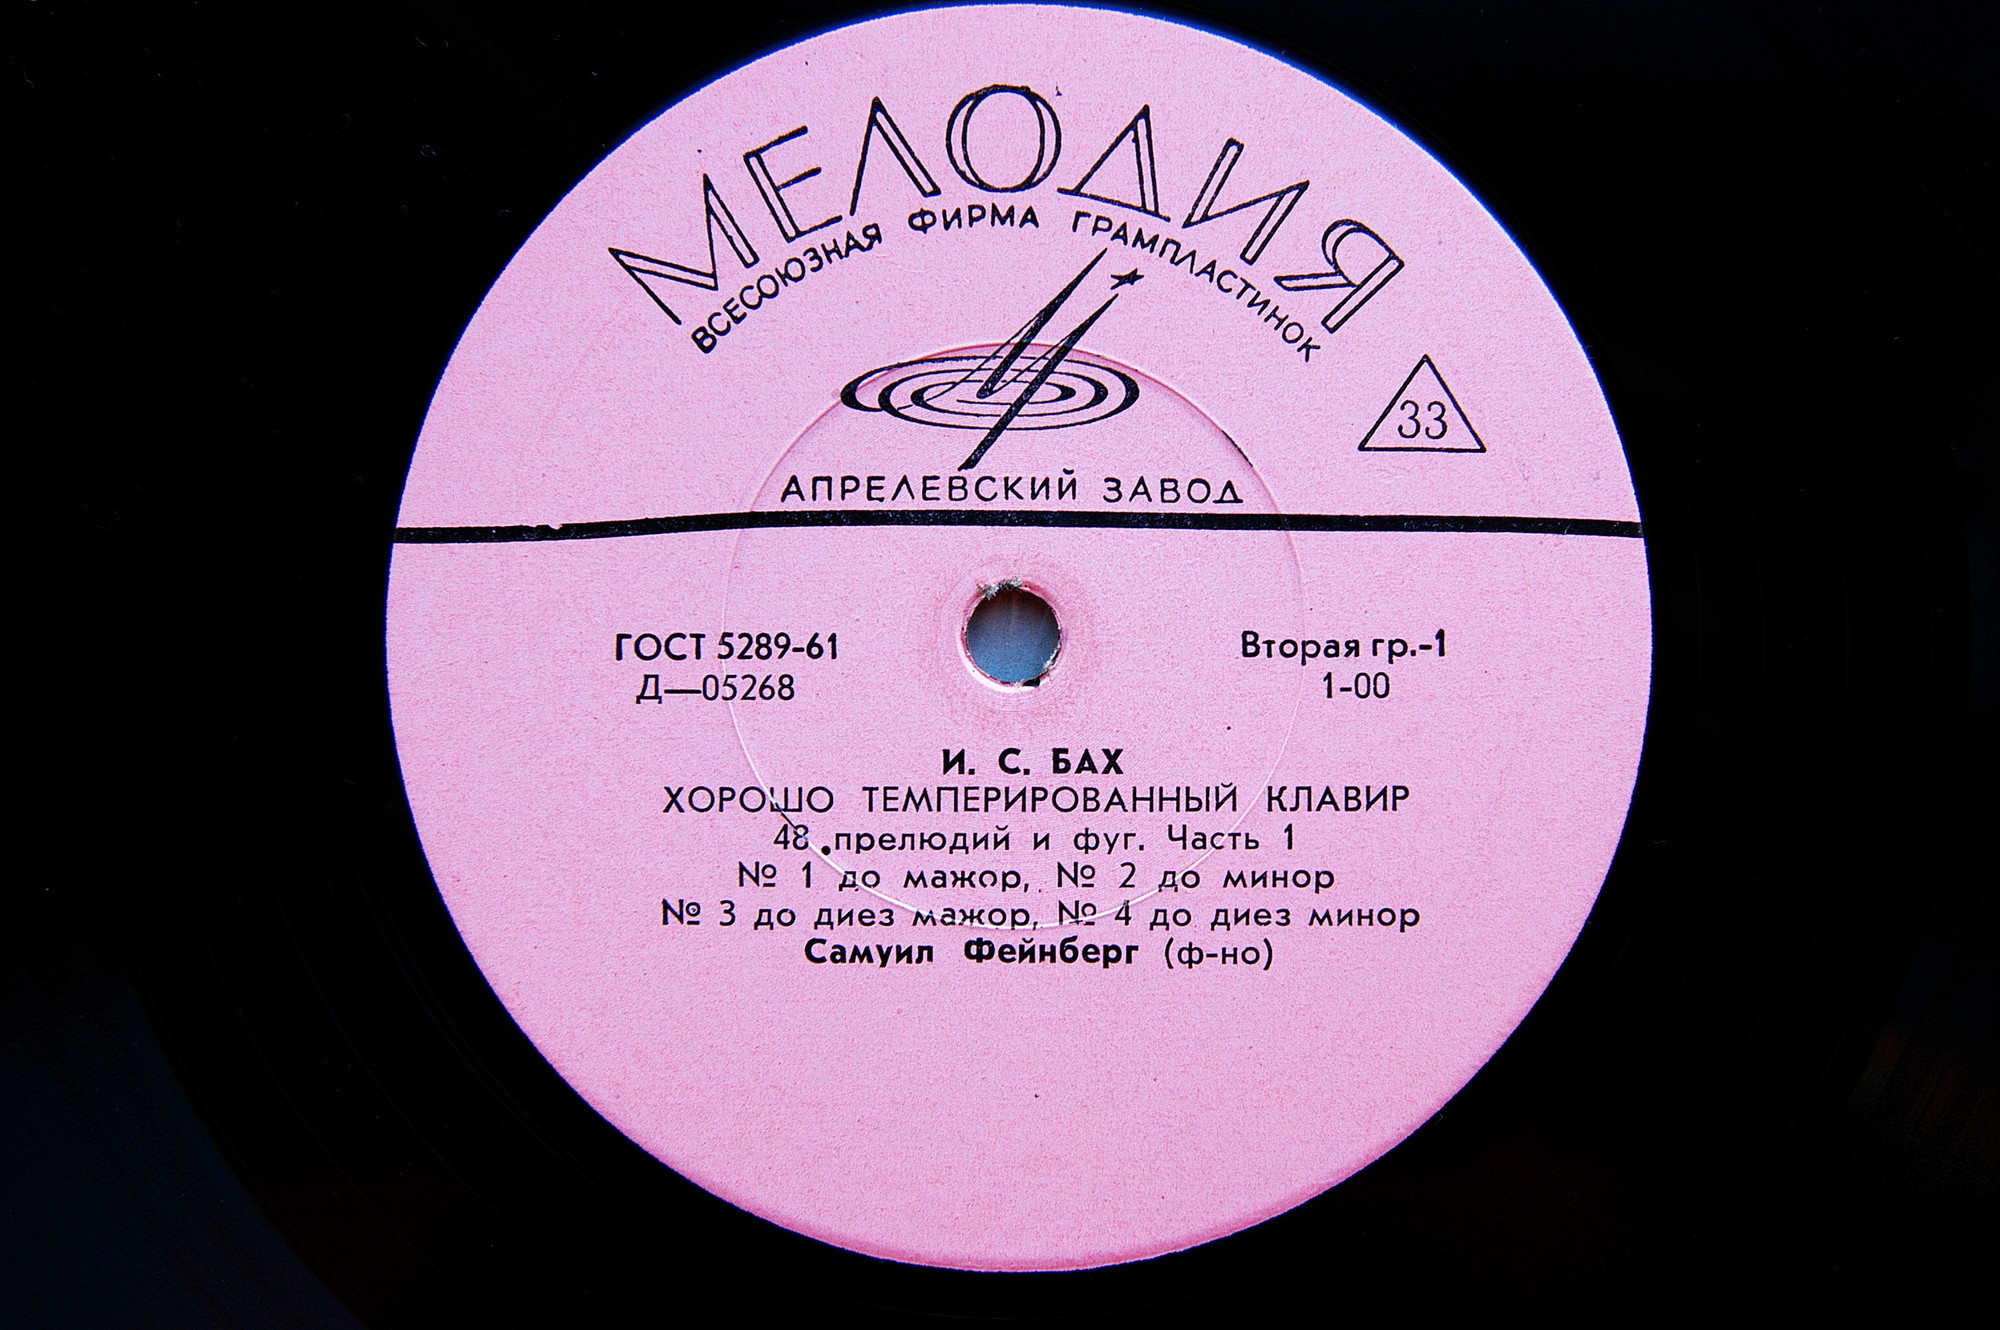 МЕЛОДИЯ
ВСЕСОЮЗНАЯ ФИРМА ГРАМПЛАСТИНОК
33
АПРЕЛЕВСКИЙ ЗАВОД
ГОСТ 5289-61
Д—05268
Вторая гр.-1
1-00
И. С. БАХ
ХОРОШО ТЕМПЕРИРОВАННЫЙ КЛАВИР
48 прелюдий и фуг. Часть 1
№ 1 до мажор, № 2 до минор
№ 3 до диез мажор, № 4 до диез минор
Самуил Фейнберг (ф-но)